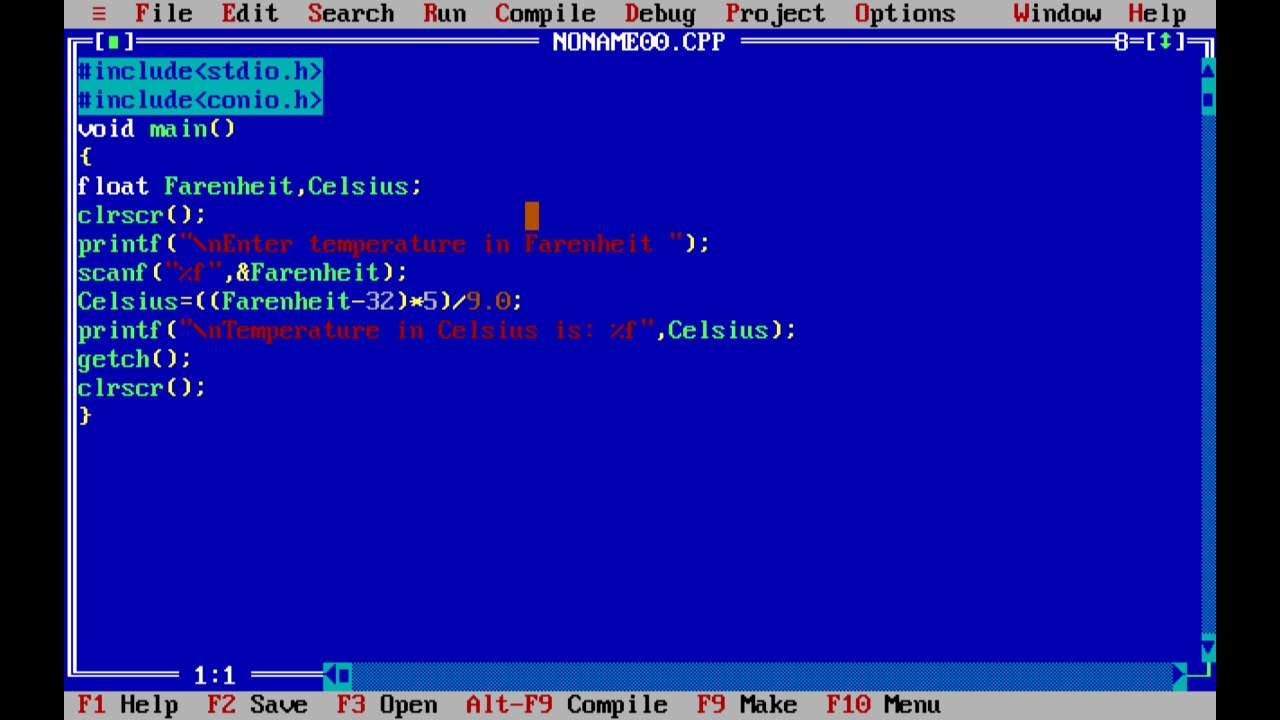 ≡ File Edit Search Run Compile Debug Project Options Window Help
[■] NONAME00.CPP 8=[↕]
#include<stdio.h>
#include<conio.h>
void main()
{
float Farenheit,Celsius;
clrscr();
printf("\nEnter temperature in Farenheit ");
scanf("%f",&Farenheit);
Celsius=((Farenheit-32)*5)/9.0;
printf("\nTemperature in Celsius is: %f",Celsius);
getch();
clrscr();
}
1:1
F1 Help F2 Save F3 Open Alt-F9 Compile F9 Make F10 Menu